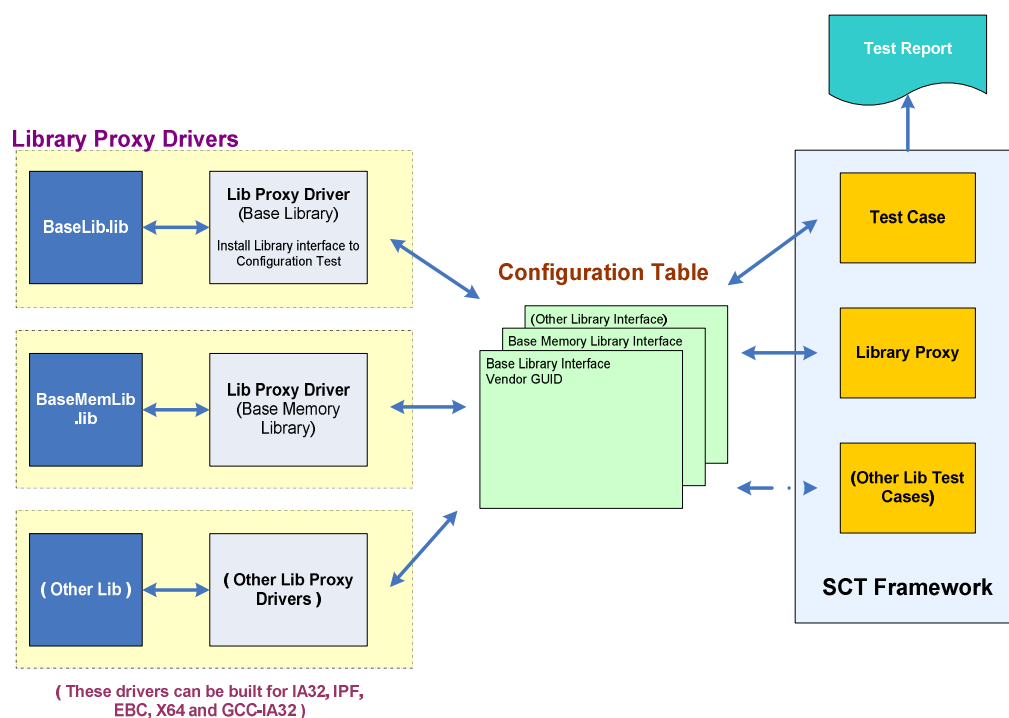 Test Report
Library Proxy Drivers
BaseLib.lib
Lib Proxy Driver
(Base Library)
Install Library interface to
Configuration Test
BaseMemLib
.lib
Lib Proxy Driver
(Base Memory
Library)
( Other Lib )
( Other Lib Proxy
Drivers )
( These drivers can be built for IA32, IPF,
EBC, X64 and GCC-IA32 )
Configuration Table
(Other Library Interface)
Base Memory Library Interface
Base Library Interface
Vendor GUID
Test Case
Library Proxy
(Other Lib Test
Cases)
SCT Framework